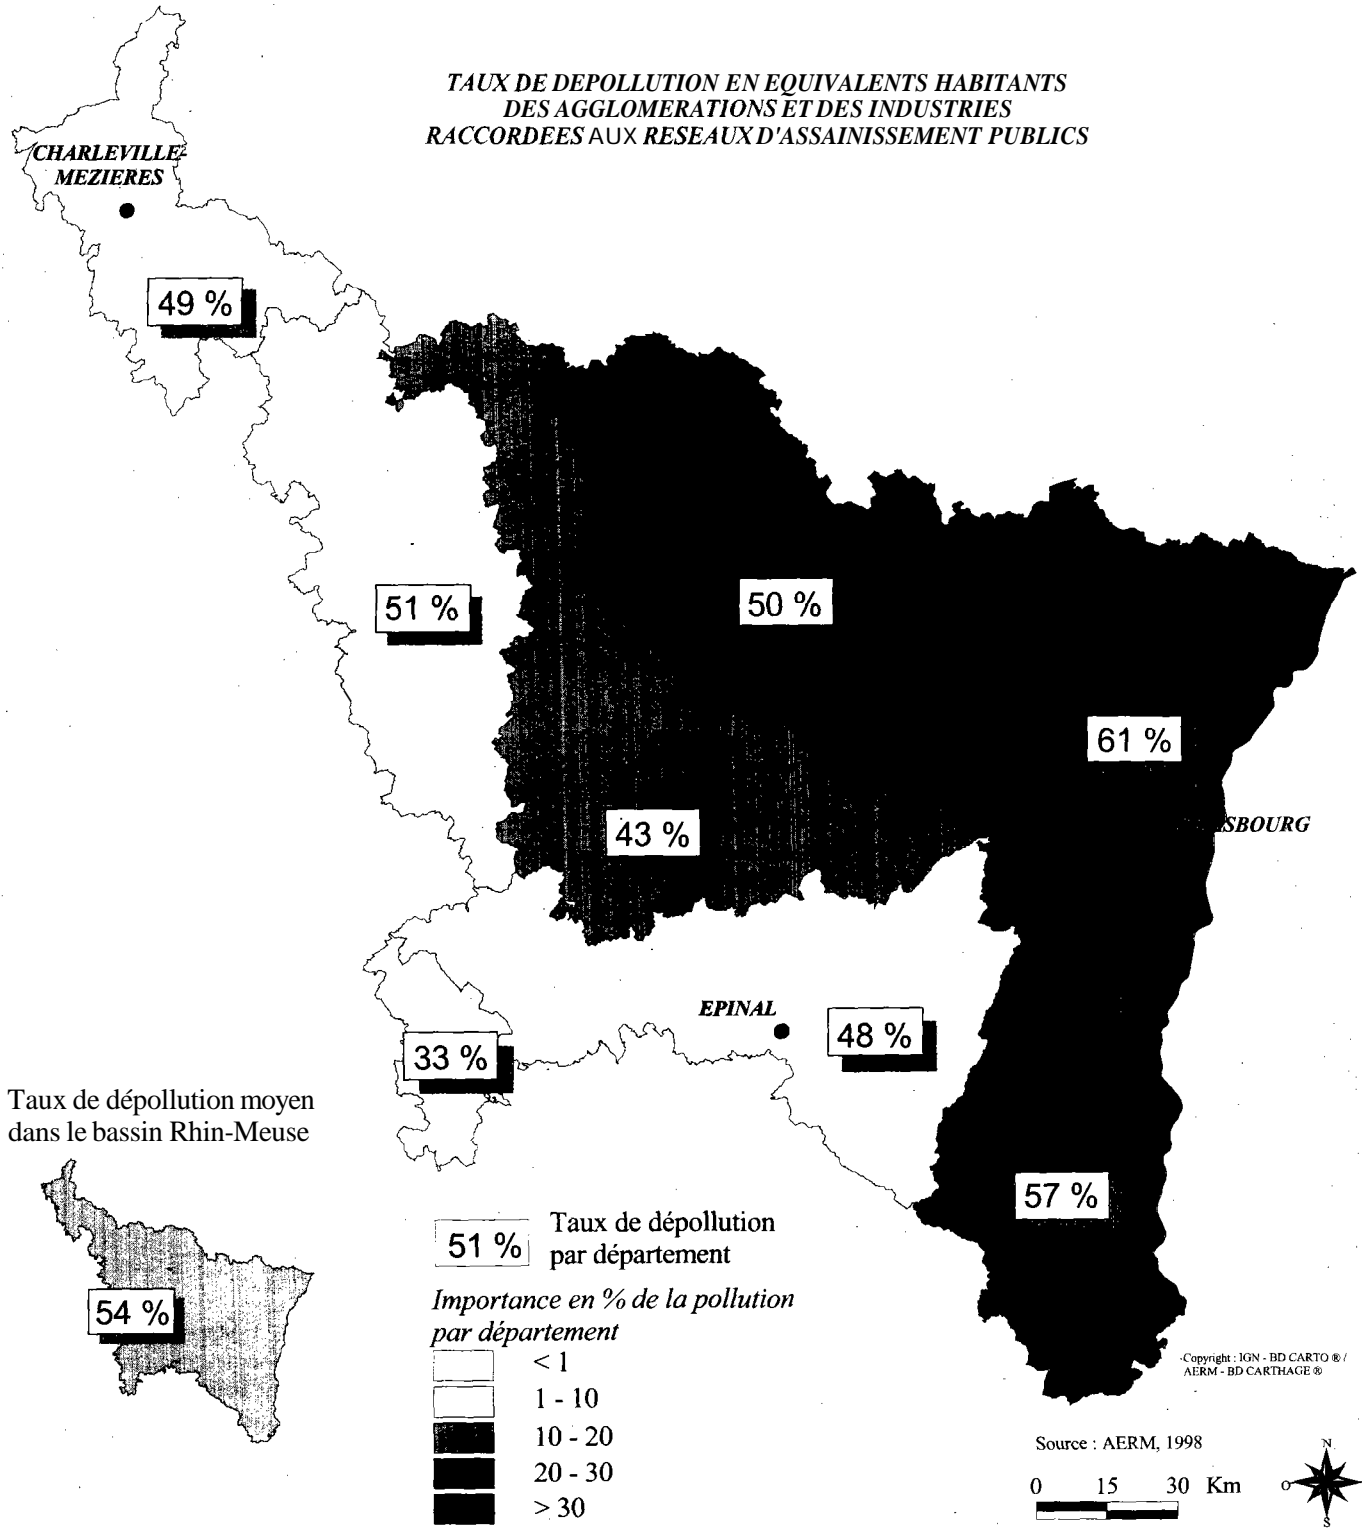 TAUX DE DEPOLLUTION EN EQUIVALENTS HABITANTS
DES AGGLOMERATIONS ET DES INDUSTRIES
RACCORDEES AUX RESEAUX D'ASSAINISSEMENT PUBLICS
CHARLEVILLE-
MEZIERES
49 %
51 %
50 %
61 %
43 %
SBOURG
EPINAL
48 %
33 %
57 %
Taux de dépollution moyen
dans le bassin Rhin-Meuse
54 %
51 %
Taux de dépollution
par département
Importance en % de la pollution
par département
< 1
1 - 10
10 - 20
20 - 30
> 30
Copyright : IGN - BD CARTO ® /
AERM - BD CARTHAGE ®
Source : AERM, 1998
0 15 30 Km
N
O
S